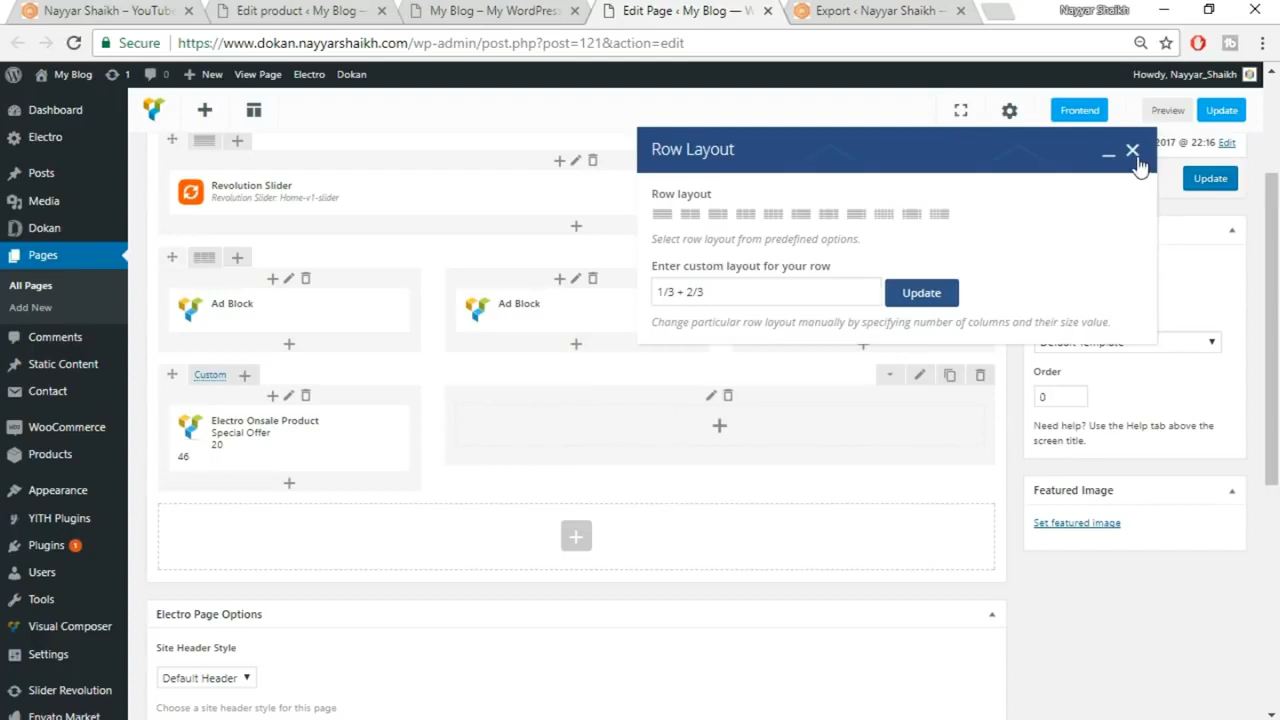 Nayyar Shaikh – YouTube
Edit product ‹ My Blog –
My Blog – My WordPress
Edit Page ‹ My Blog — W
Export ‹ Nayyar Shaikh —
Nayyar Shaikh
Secure
https://www.dokan.nayyarshaikh.com/wp-admin/post.php?post=121&action=edit
My Blog
1
0
New
View Page
Electro
Dokan
Howdy, Nayyar_Shaikh
Dashboard
Electro
Posts
Media
Dokan
Pages
All Pages
Add New
Comments
Static Content
Contact
WooCommerce
Products
Appearance
YITH Plugins
Plugins 1
Users
Tools
Visual Composer
Settings
Slider Revolution
Envato Market
Frontend
Preview
Update
Revolution Slider
Revolution Slider: Home-v1-slider
Ad Block
Ad Block
Custom
Electro Onsale Product
Special Offer
20
46
Row Layout
Row layout
Select row layout from predefined options.
Enter custom layout for your row
1/3 + 2/3
Update
Change particular row layout manually by specifying number of columns and their size value.
2017 @ 22:16 Edit
Update
Default Template
Order
0
Need help? Use the Help tab above the
screen title.
Featured Image
Set featured image
Electro Page Options
Site Header Style
Default Header
Choose a site header style for this page